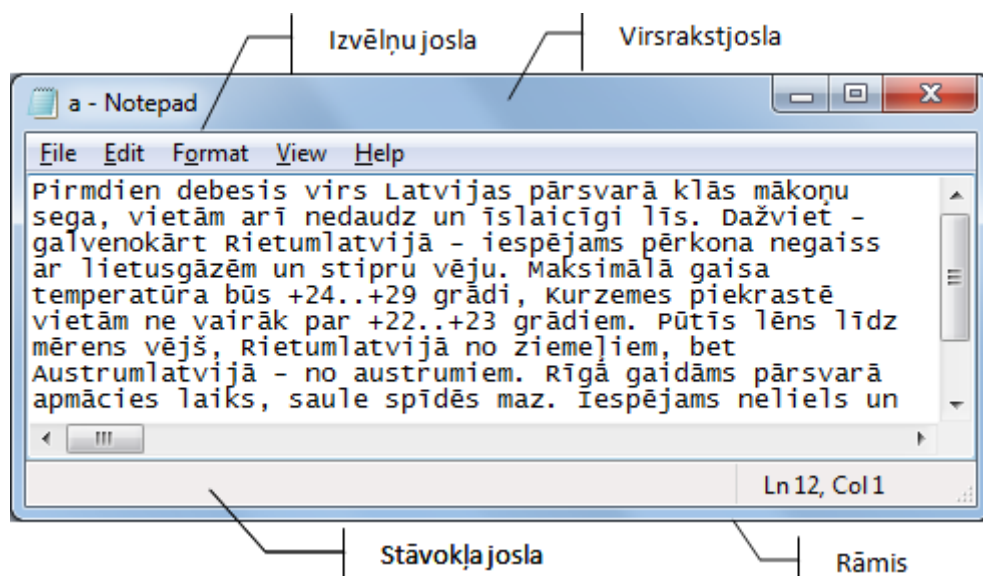 Izvēlņu josla
Virsrakstjosla
a - Notepad
File Edit Format View Help
Pirmdien debesis virs Latvijas pārsvarā klās mākoņu
sega, vietām arī nedaudz un īslaicīgi līs. Dažviet -
galvenokārt Rietumlatvijā - iespējams pērkona negaiss
ar lietusgāzēm un stipru vēju. Maksimālā gaisa
temperatūra būs +24..+29 grādi, Kurzemes piekrastē
vietām ne vairāk par +22..+23 grādiem. Pūtīs lēns līdz
mērens vējš, Rietumlatvijā no ziemeļiem, bet
Austrumlatvijā - no austrumiem. Rīgā gaidāms pārsvarā
apmācies laiks, saule spīdēs maz. Iespējams neliels un
Ln 12, Col 1
Stāvokļa josla
Rāmis